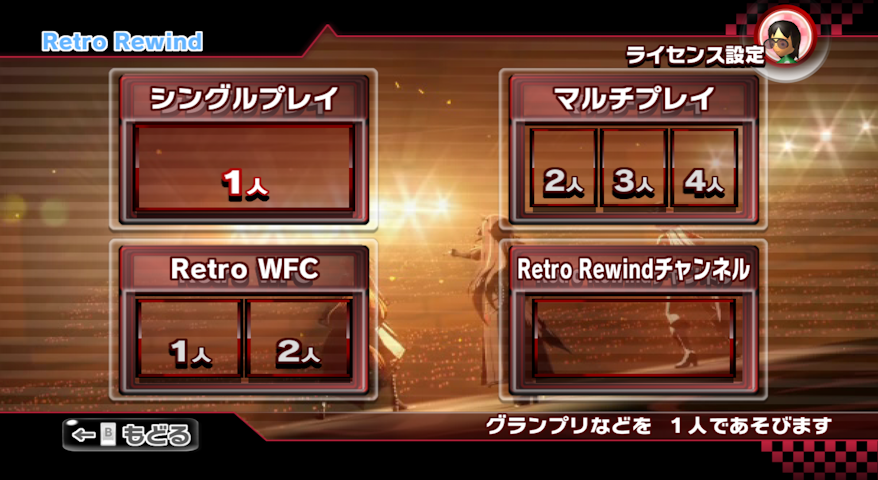 Retro Rewind
ライセンス設定
シングルプレイ
1人
マルチプレイ
2人 3人 4人
Retro WFC
1人 2人
Retro Rewindチャンネル
B もどる
グランプリなどを 1人であそびます